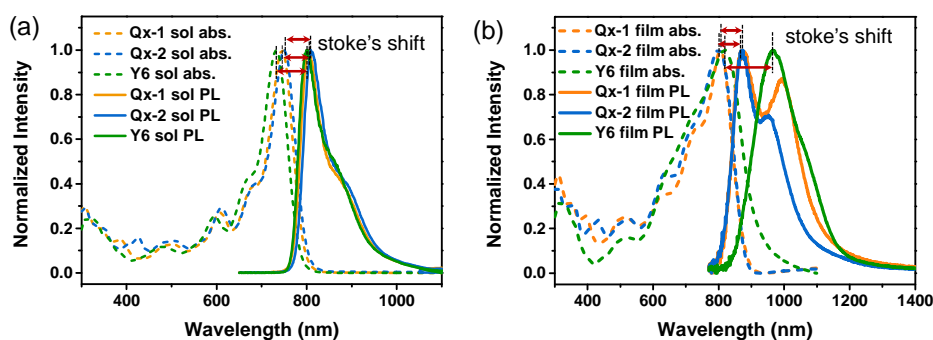 (a)
Qx-1 sol abs.
Qx-2 sol abs.
Y6 sol abs.
Qx-1 sol PL
Qx-2 sol PL
Y6 sol PL
stoke's shift
Normalized Intensity
1.0
0.8
0.6
0.4
0.2
0.0
400 600 800 1000
Wavelength (nm)
(b)
Qx-1 film abs.
Qx-2 film abs.
Y6 film abs.
Qx-1 film PL
Qx-2 film PL
Y6 film PL
stoke's shift
Normalized Intensity
1.0
0.8
0.6
0.4
0.2
0.0
400 600 800 1000 1200 1400
Wavelength (nm)